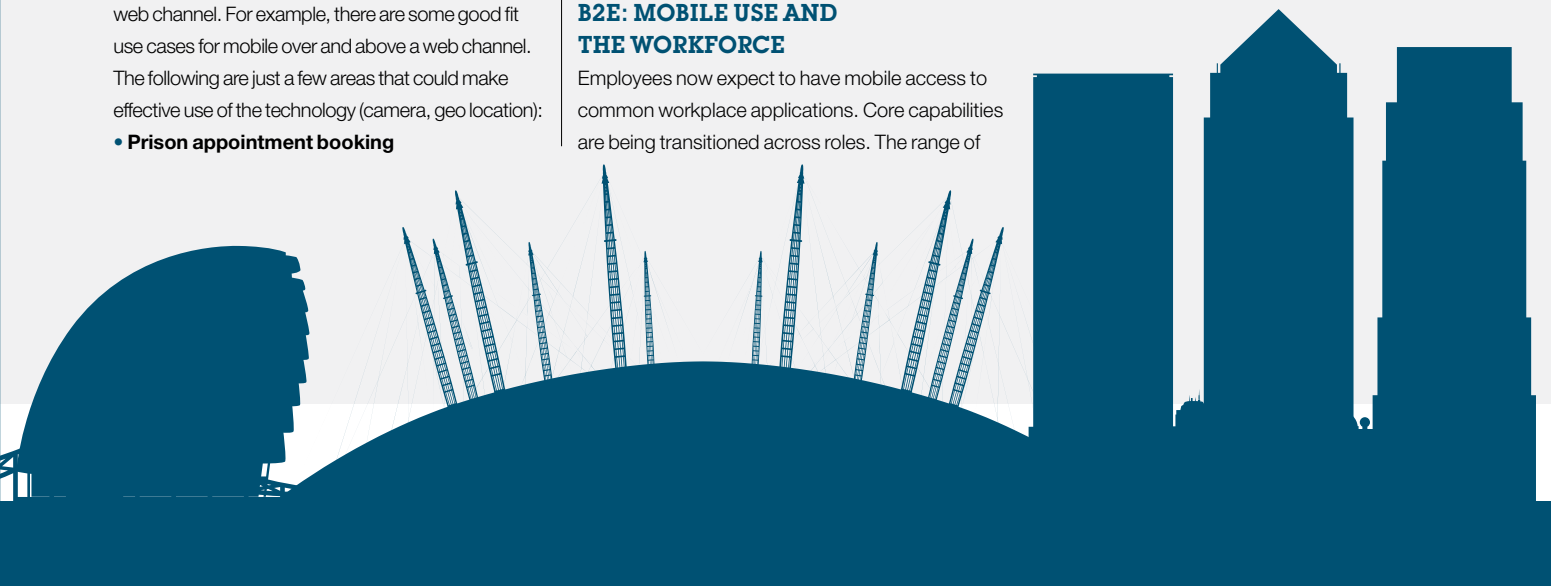 web channel. For example, there are some good fit
use cases for mobile over and above a web channel.
The following are just a few areas that could make
effective use of the technology (camera, geo location):
• Prison appointment booking
B2E: MOBILE USE AND
THE WORKFORCE
Employees now expect to have mobile access to
common workplace applications. Core capabilities
are being transitioned across roles. The range of